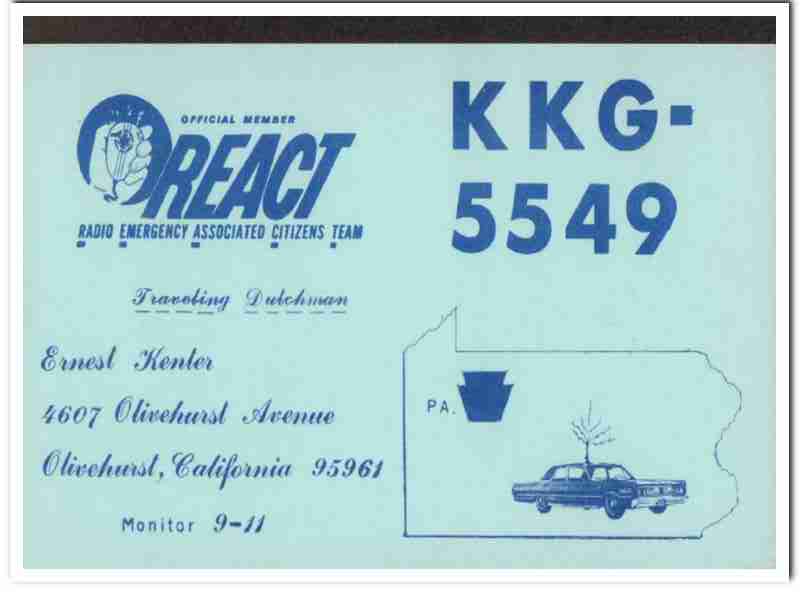 OFFICIAL MEMBER
REACT
RADIO EMERGENCY ASSOCIATED CITIZENS TEAM
KKG-
5549
Traveling Dutchman
Ernest Kenter
4607 Olivehurst Avenue
Olivehurst, California 95961
Monitor 9-11
PA.